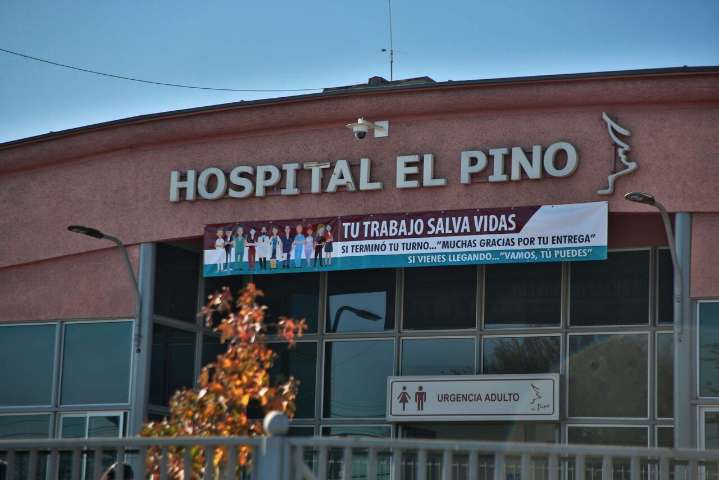 HOSPITAL EL PINO
TU TRABAJO SALVA VIDAS
SI TERMINÓ TU TURNO..."MUCHAS GRACIAS POR TU ENTREGA"
SI VIENES LLEGANDO..."VAMOS, TÚ PUEDES"
URGENCIA ADULTO